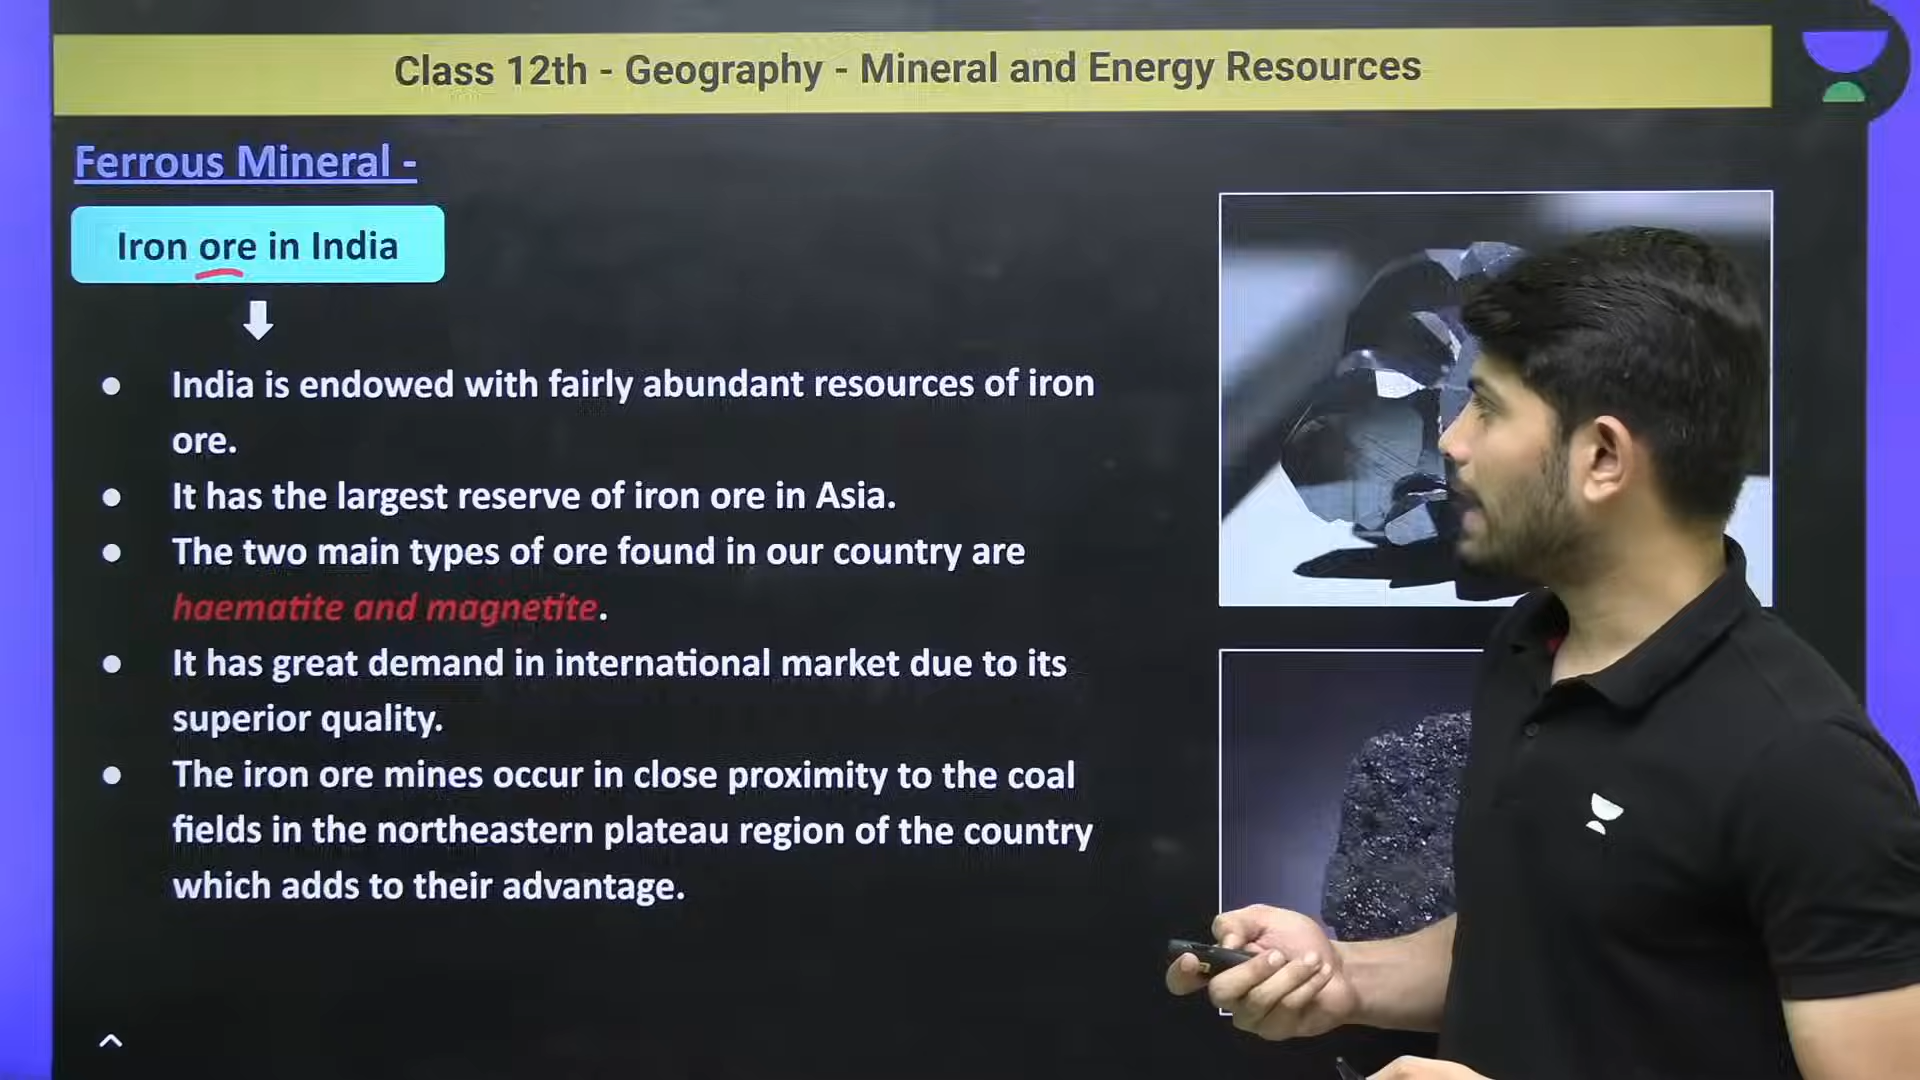 Class 12th - Geography - Mineral and Energy Resources
Ferrous Mineral -
Iron ore in India
● India is endowed with fairly abundant resources of iron
ore.
● It has the largest reserve of iron ore in Asia.
● The two main types of ore found in our country are
haematite and magnetite.
● It has great demand in international market due to its
superior quality.
● The iron ore mines occur in close proximity to the coal
fields in the northeastern plateau region of the country
which adds to their advantage.